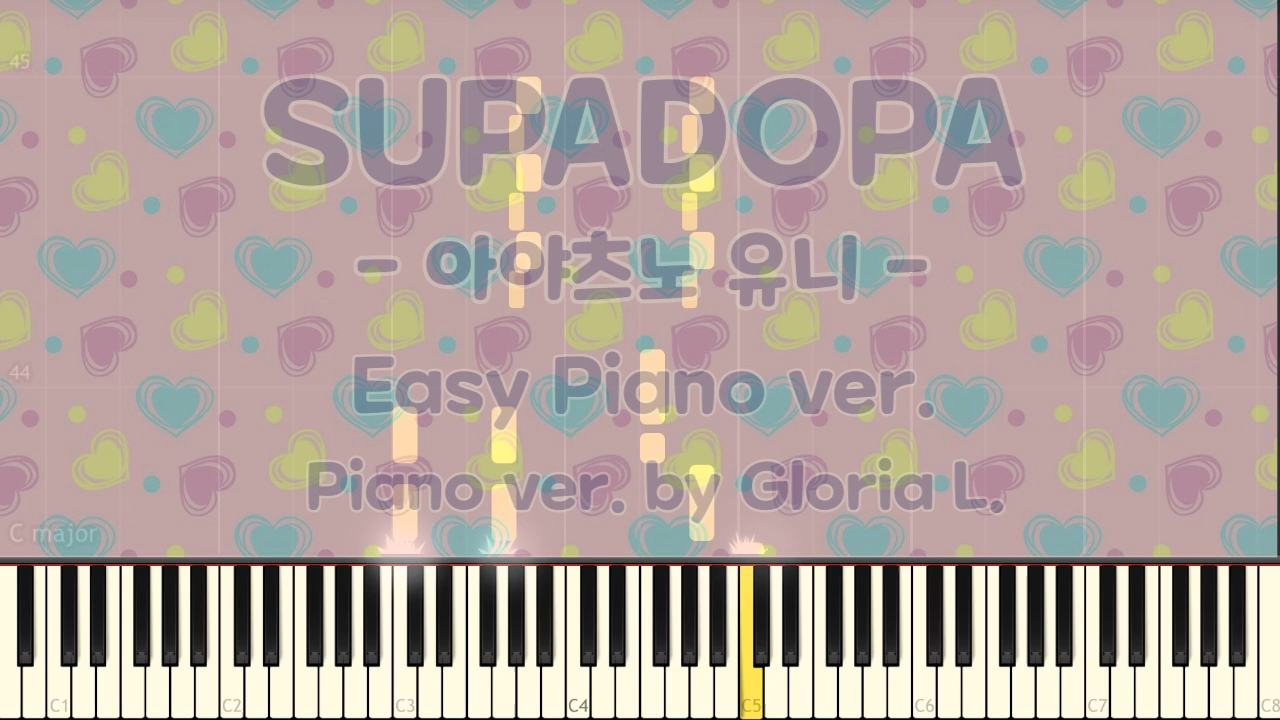 45
SUPADOPA
- 아야츠노 유니 -
44
Easy Piano ver.
Piano ver. by Gloria L.
C major
C1 C2 C3 C4 C5 C6 C7 C8